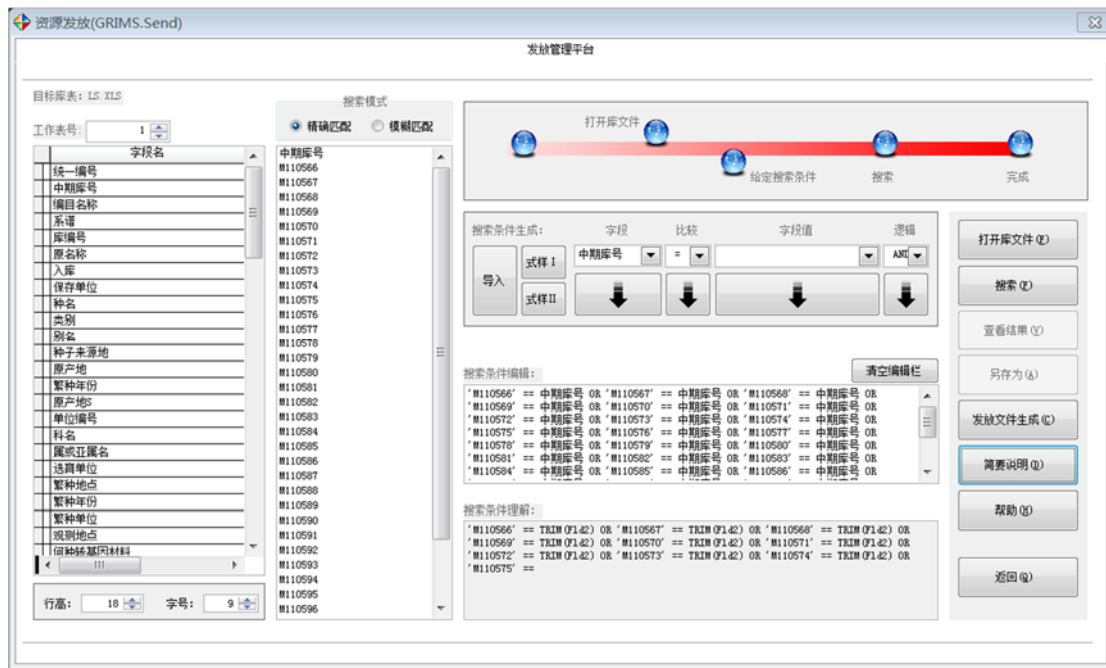 资源发放(GRIMS.Send)
发放管理平台
目标库表: LS.XLS
工作表号: 1
字段名
统一编号
中期库号
编目名称
系谱
库编号
原名称
入库
保存单位
种名
类别
别名
种子来源地
原产地
繁种年份
原产地S
单位编号
科名
属或亚属名
选育单位
繁种地点
繁种年份
繁种单位
观测地点
何种转基因材料
行高: 18 字号: 9
搜索模式
精确匹配 模糊匹配
中期库号
M110566
M110567
M110568
M110569
M110570
M110571
M110572
M110573
M110574
M110575
M110576
M110577
M110578
M110579
M110580
M110581
M110582
M110583
M110584
M110585
M110586
M110587
M110588
M110589
M110590
M110591
M110592
M110593
M110594
M110595
M110596
打开库文件
给定搜索条件 搜索 完成
搜索条件生成: 字段 比较 字段值 逻辑
导入 式样 I 中期库号 = AND
式样II
搜索条件编辑: 清空编辑栏
'M110566' == 中期库号 OR 'M110567' == 中期库号 OR 'M110568' == 中期库号 OR
'M110569' == 中期库号 OR 'M110570' == 中期库号 OR 'M110571' == 中期库号 OR
'M110572' == 中期库号 OR 'M110573' == 中期库号 OR 'M110574' == 中期库号 OR
'M110575' == 中期库号 OR 'M110576' == 中期库号 OR 'M110577' == 中期库号 OR
'M110578' == 中期库号 OR 'M110579' == 中期库号 OR 'M110580' == 中期库号 OR
'M110581' == 中期库号 OR 'M110582' == 中期库号 OR 'M110583' == 中期库号 OR
'M110584' == 中期库号 OR 'M110585' == 中期库号 OR 'M110586' == 中期库号 OR
搜索条件理解:
'M110566' == TRIM(Fld2) OR 'M110567' == TRIM(Fld2) OR 'M110568' == TRIM(Fld2) OR
'M110569' == TRIM(Fld2) OR 'M110570' == TRIM(Fld2) OR 'M110571' == TRIM(Fld2) OR
'M110572' == TRIM(Fld2) OR 'M110573' == TRIM(Fld2) OR 'M110574' == TRIM(Fld2) OR
'M110575' ==
打开库文件(F)
搜索(F)
查看结果(V)
另存为(A)
发放文件生成(C)
简要说明(D)
帮助(H)
返回(Q)